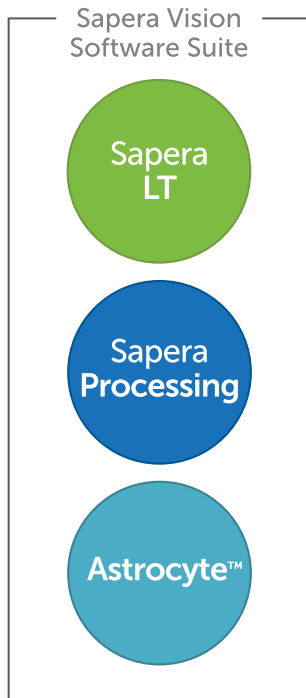 Sapera Vision
Software Suite
Sapera
LT
Sapera
Processing
Astrocyte™